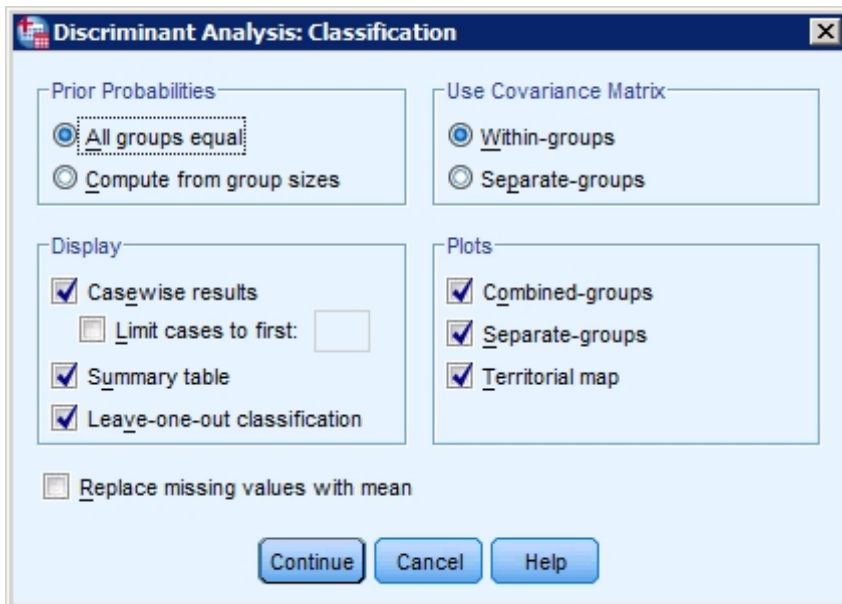 Discriminant Analysis: Classification
Prior Probabilities
All groups equal
Compute from group sizes
Use Covariance Matrix
Within-groups
Separate-groups
Display
Casewise results
Limit cases to first:
Summary table
Leave-one-out classification
Plots
Combined-groups
Separate-groups
Territorial map
Replace missing values with mean
Continue
Cancel
Help